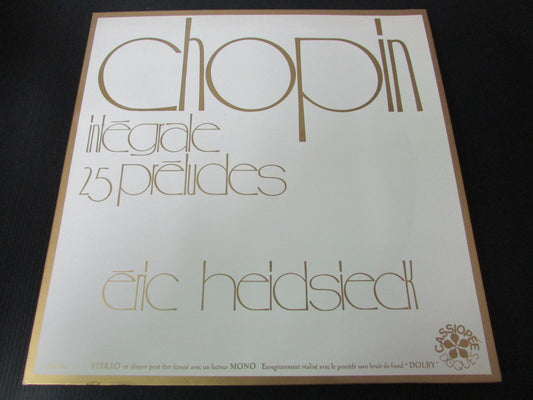 chopin
intégrale
25 préludes
éric heidsieck
CASSIOPÉE
DISQUES
STEREO ce disque peut être écouté avec un lecteur MONO Enregistrement réalisé avec le procédé sans bruit de fond "DOLBY"